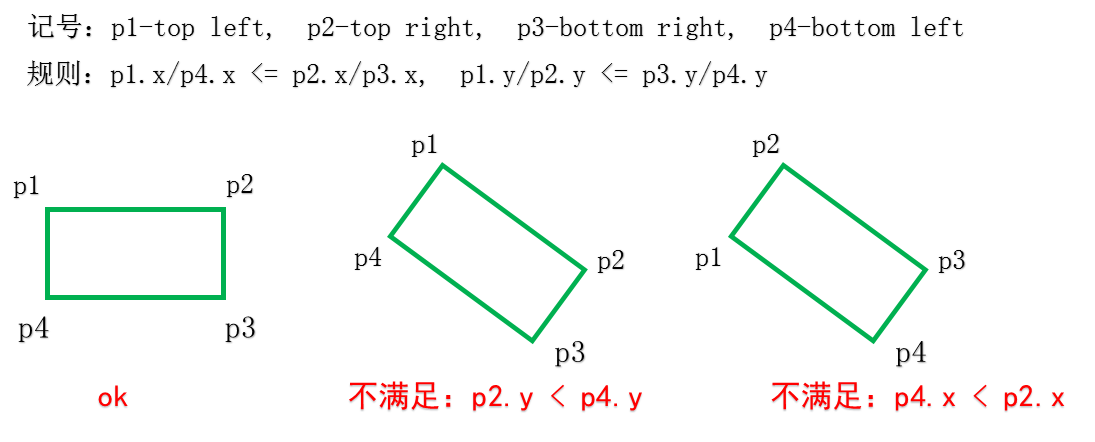 记号：p1-top left,  p2-top right,  p3-bottom right,  p4-bottom left
规则：p1.x/p4.x <= p2.x/p3.x,  p1.y/p2.y <= p3.y/p4.y
p1
p2
p4
p3
ok
p1
p4
p2
p3
不满足：p2.y < p4.y
p2
p1
p3
p4
不满足：p4.x < p2.x